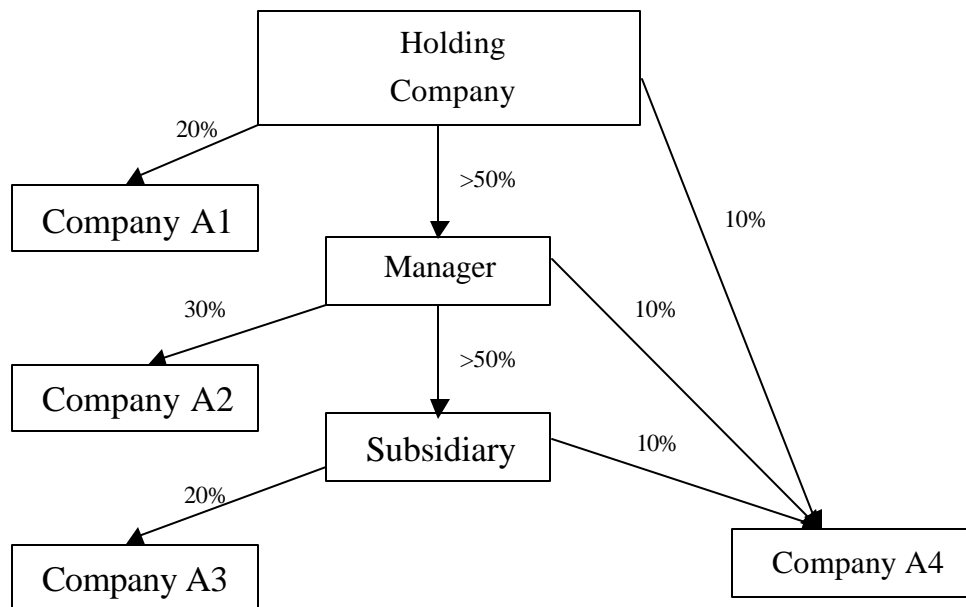 Holding
Company
20%
>50%
Company A1
10%
Manager
30%
10%
>50%
Company A2
Subsidiary
10%
20%
Company A3
Company A4